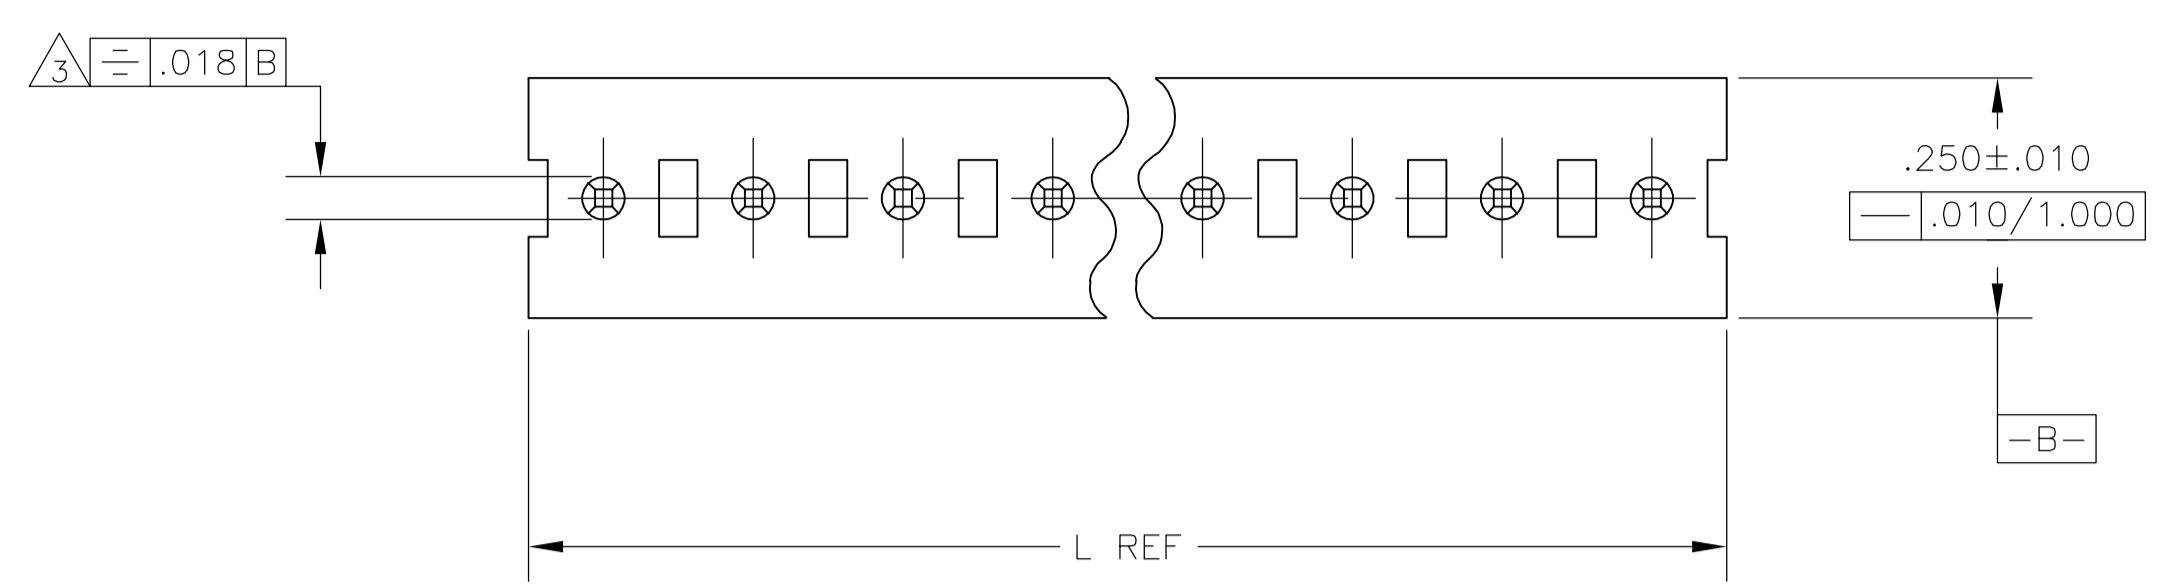 3 ⌯ .018 B
.250±.010
⏤ .010/1.000
-B-
L REF